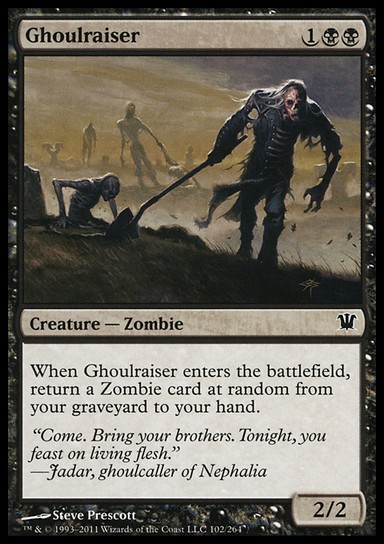 Ghoulraiser 1
Creature — Zombie
When Ghoulraiser enters the battlefield,
return a Zombie card at random from
your graveyard to your hand.
“Come. Bring your brothers. Tonight, you
feast on living flesh.”
—Jadar, ghoulcaller of Nephalia
Steve Prescott
™ & © 1993–2011 Wizards of the Coast LLC 102/264
2/2